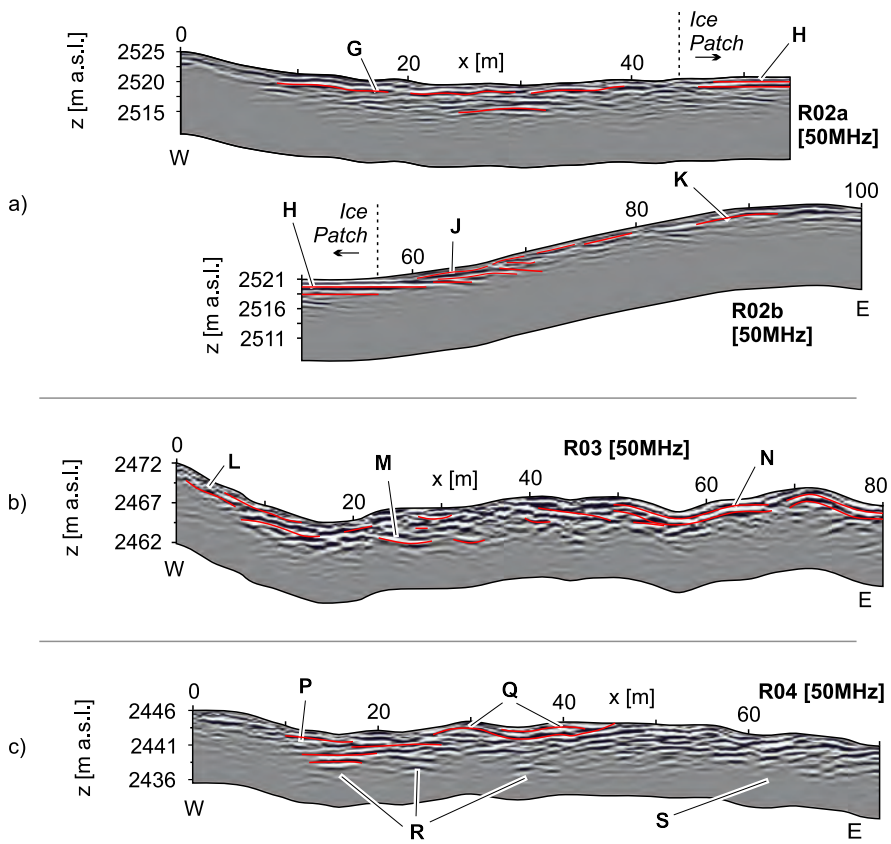 0
Ice
Patch
G
20
x [m]
40
H
2525
2520
2515
z [m a.s.l.]
R02a
[50MHz]
W
a)
H
Ice
Patch
J
K
60
80
100
2521
2516
2511
z [m a.s.l.]
R02b
[50MHz]
E
b)
0
L
M
x [m]
R03 [50MHz]
N
20
40
60
80
2472
2467
2462
z [m a.s.l.]
W
E
c)
0
P
20
Q
40
x [m]
R04 [50MHz]
60
2446
2441
2436
z [m a.s.l.]
W
R
S
E